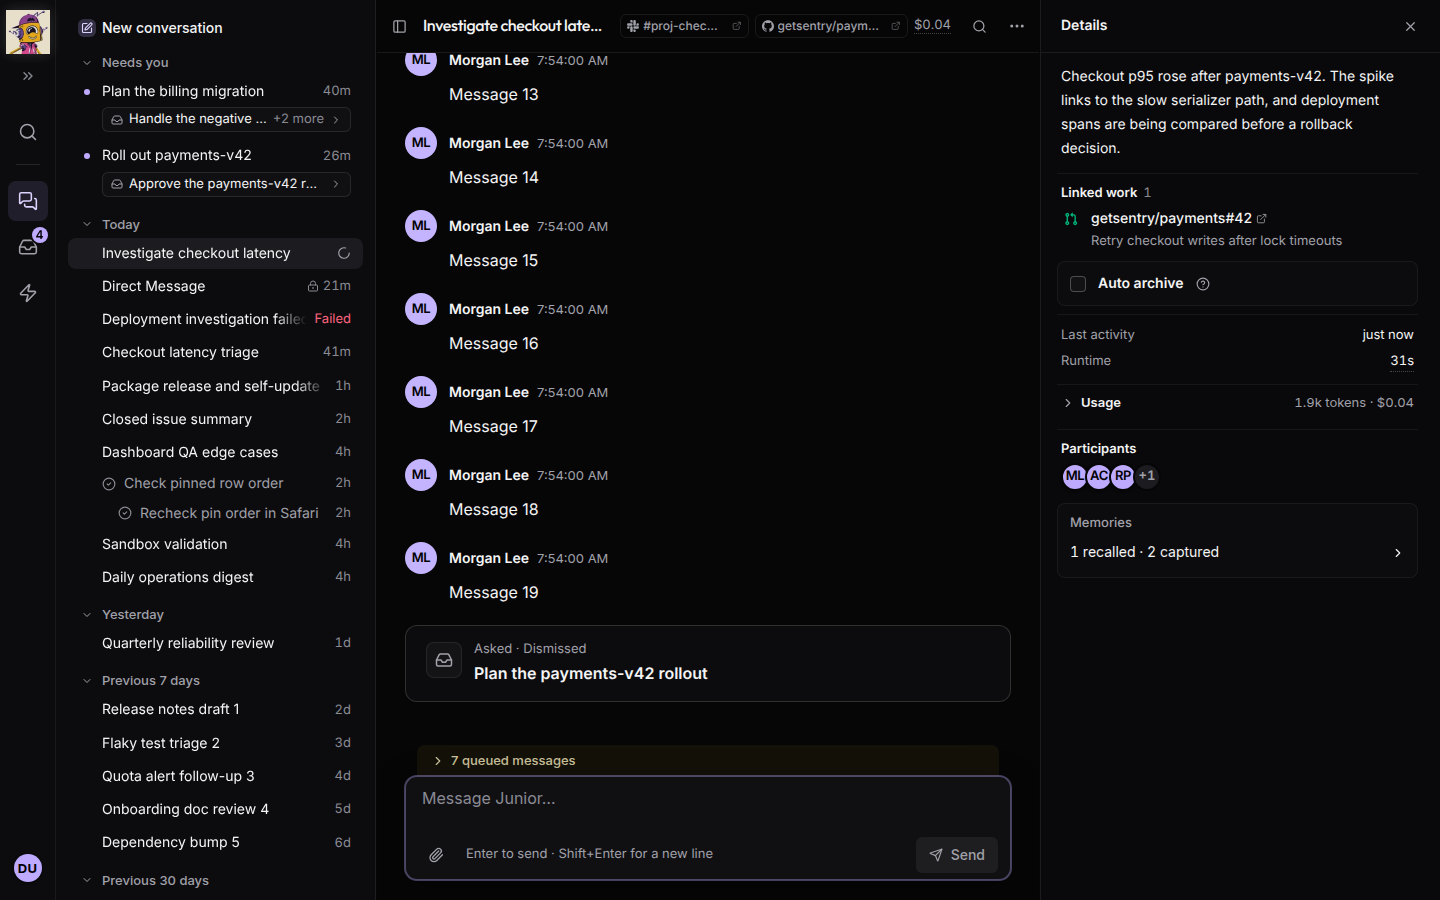 New conversation
Needs you
Plan the billing migration 40m
Handle the negative ... +2 more
Roll out payments-v42 26m
Approve the payments-v42 r...
Today
Investigate checkout latency
Direct Message 21m
Deployment investigation failed Failed
Checkout latency triage 41m
Package release and self-update 1h
Closed issue summary 2h
Dashboard QA edge cases 4h
Check pinned row order 2h
Recheck pin order in Safari 2h
Sandbox validation 4h
Daily operations digest 4h
Yesterday
Quarterly reliability review 1d
Previous 7 days
Release notes draft 1 2d
Flaky test triage 2 3d
Quota alert follow-up 3 4d
Onboarding doc review 4 5d
Dependency bump 5 6d
Previous 30 days
4
DU
Investigate checkout late... #proj-chec... getsentry/paym... $0.04
ML Morgan Lee 7:54:00 AM
Message 13
ML Morgan Lee 7:54:00 AM
Message 14
ML Morgan Lee 7:54:00 AM
Message 15
ML Morgan Lee 7:54:00 AM
Message 16
ML Morgan Lee 7:54:00 AM
Message 17
ML Morgan Lee 7:54:00 AM
Message 18
ML Morgan Lee 7:54:00 AM
Message 19
Asked · Dismissed
Plan the payments-v42 rollout
7 queued messages
Message Junior...
Enter to send · Shift+Enter for a new line Send
Details
Checkout p95 rose after payments-v42. The spike
links to the slow serializer path, and deployment
spans are being compared before a rollback
decision.
Linked work 1
getsentry/payments#42
Retry checkout writes after lock timeouts
Auto archive
Last activity just now
Runtime 31s
Usage 1.9k tokens · $0.04
Participants
ML AC RP +1
Memories
1 recalled · 2 captured